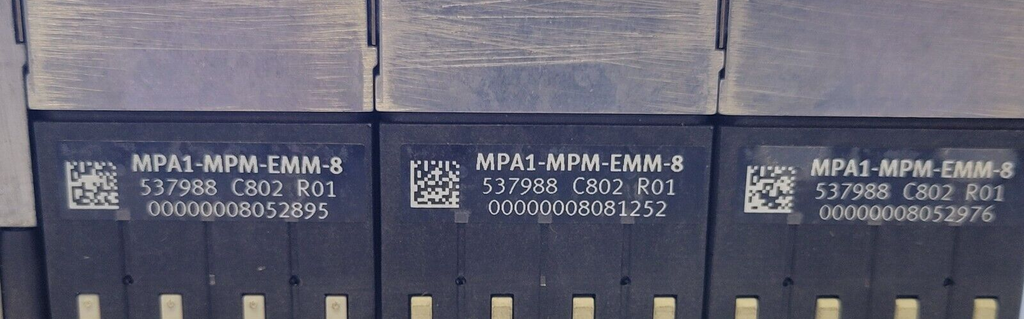 MPA1-MPM-EMM-8
537988 C802 R01
00000008052895
MPA1-MPM-EMM-8
537988 C802 R01
00000008081252
MPA1-MPM-EMM-8
537988 C802 R01
00000008052976